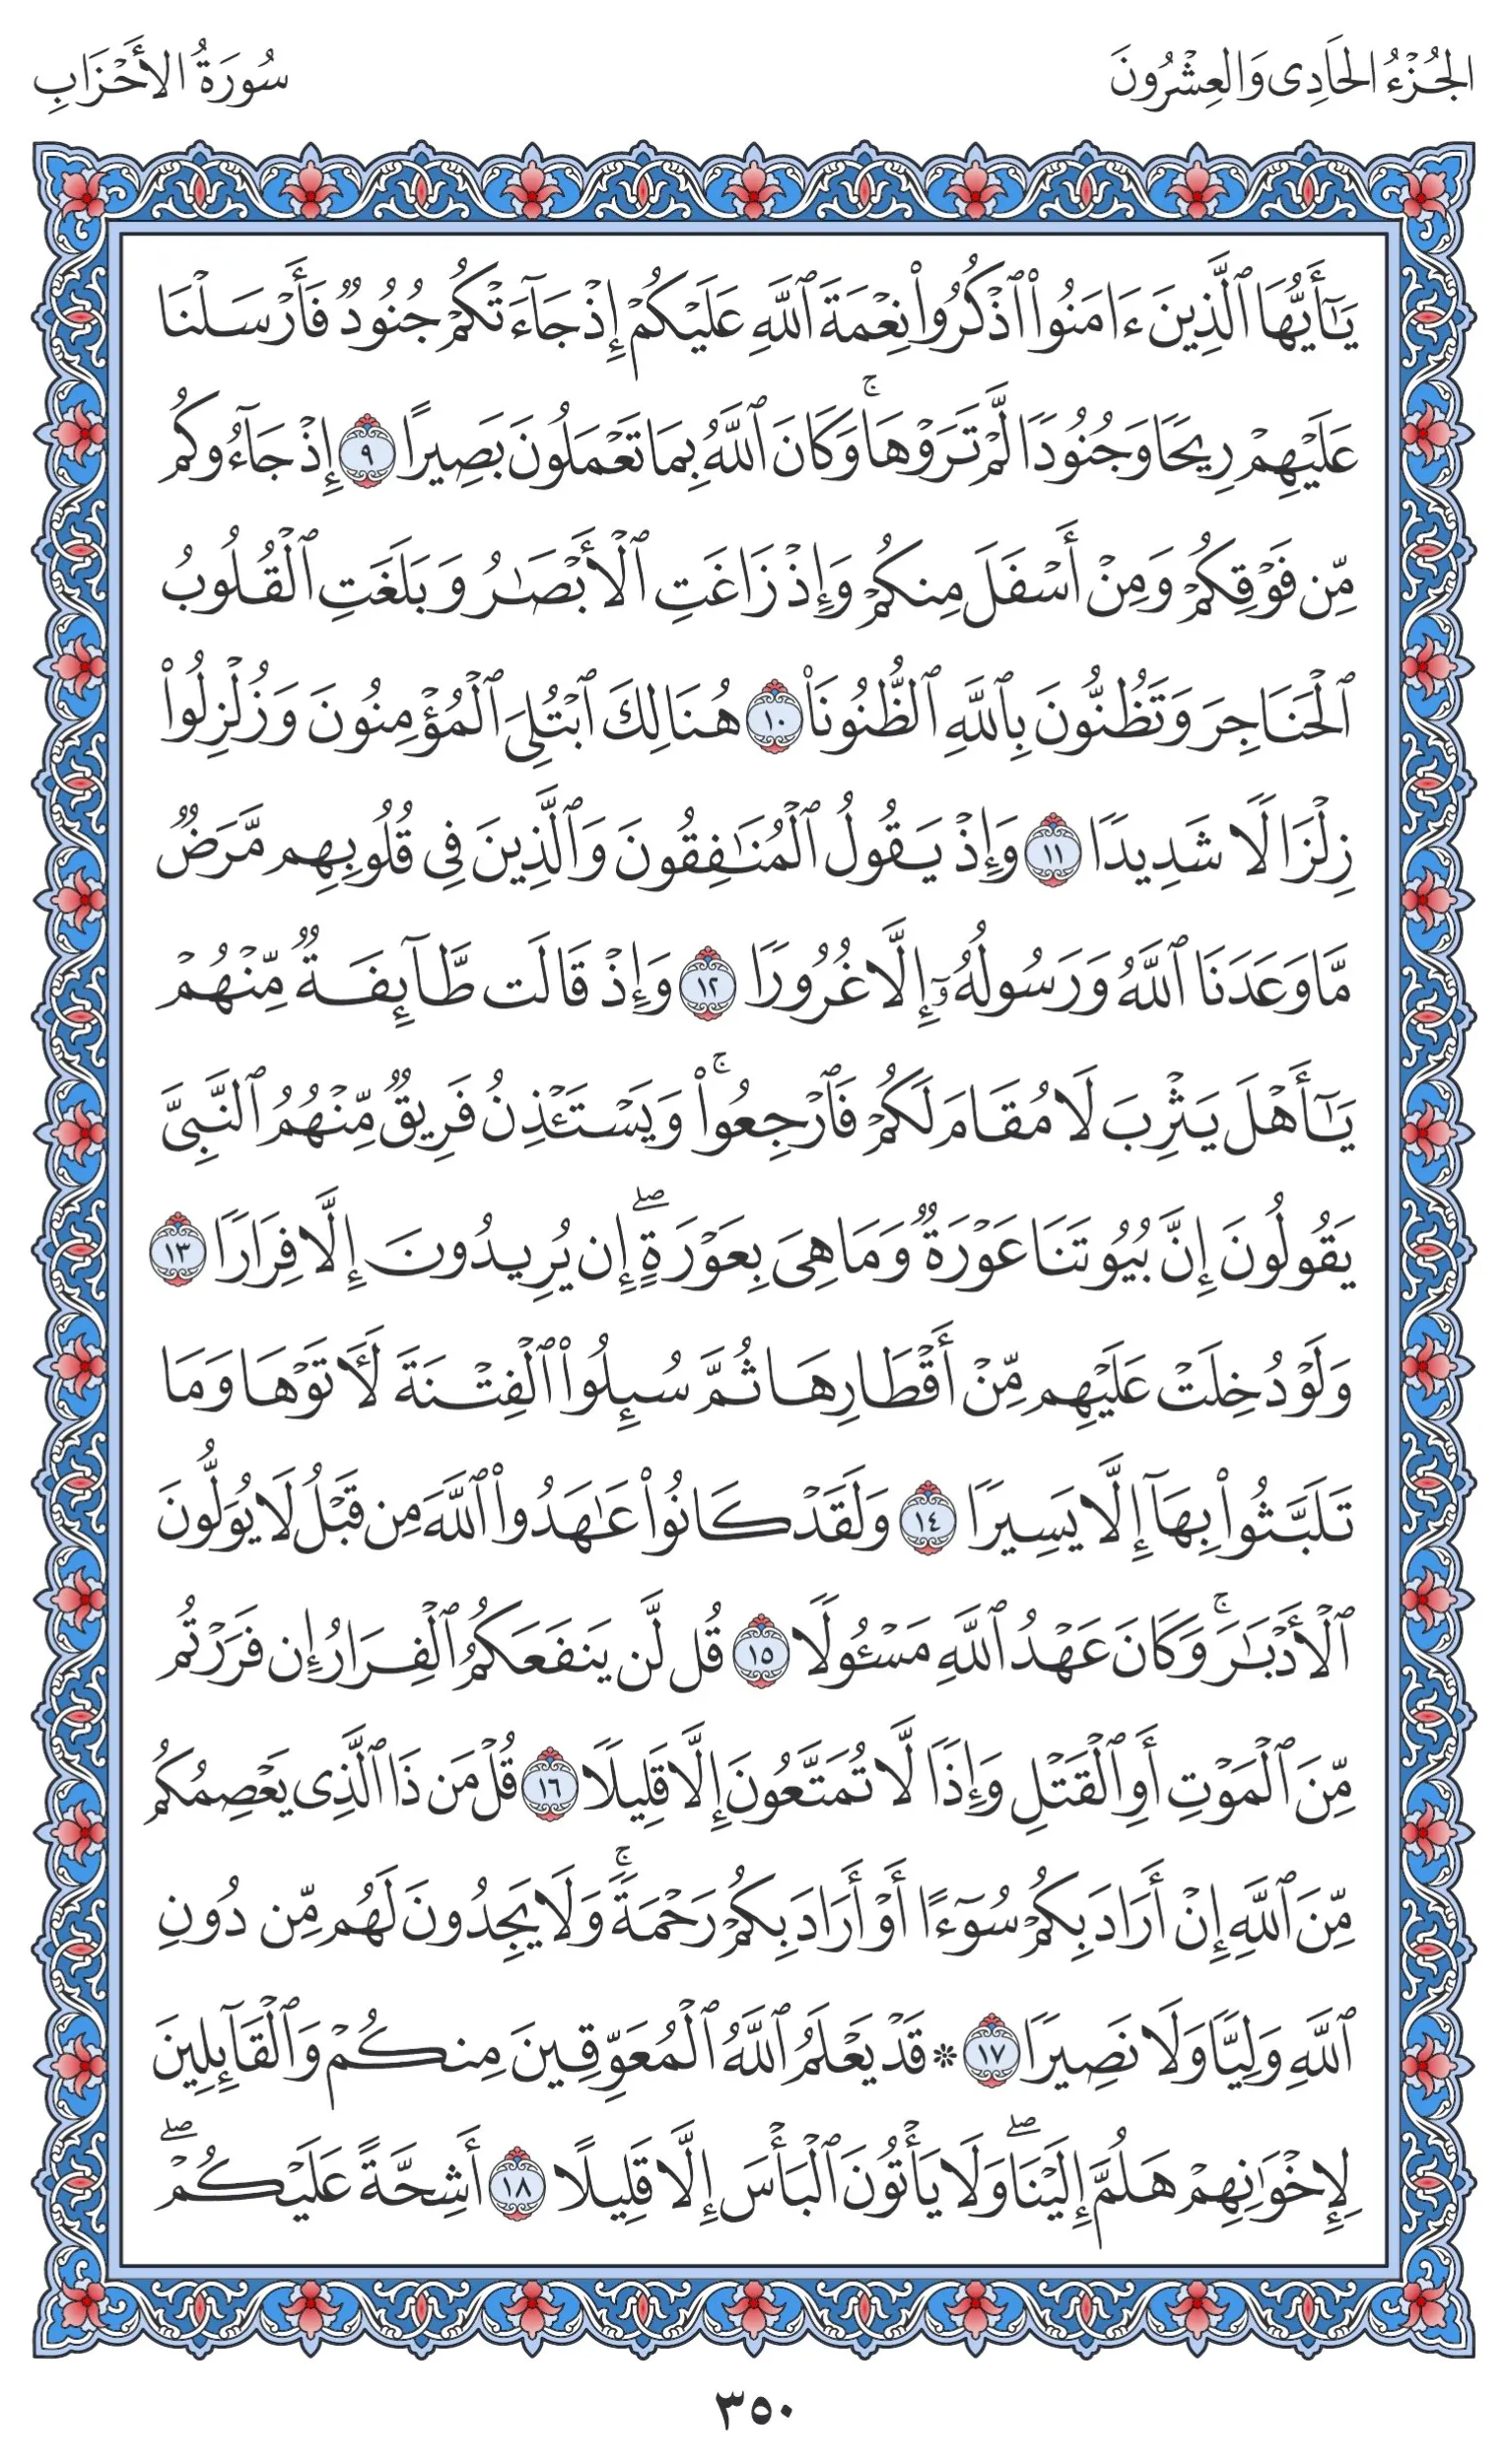 الجُزْءُ الحَادِى وَالعِشْرُونَ
سُورَةُ الأَحْزَابِ
يَٰٓأَيُّهَا ٱلَّذِينَ ءَامَنُوا۟ ٱذْكُرُوا۟ نِعْمَةَ ٱللَّهِ عَلَيْكُمْ إِذْ جَآءَتْكُمْ جُنُودٌ فَأَرْسَلْنَا
عَلَيْهِمْ رِيحًا وَجُنُودًا لَّمْ تَرَوْهَا ۚ وَكَانَ ٱللَّهُ بِمَا تَعْمَلُونَ بَصِيرًا ٩ إِذْ جَآءُوكُم
مِّن فَوْقِكُمْ وَمِنْ أَسْفَلَ مِنكُمْ وَإِذْ زَاغَتِ ٱلْأَبْصَٰرُ وَبَلَغَتِ ٱلْقُلُوبُ
ٱلْحَنَاجِرَ وَتَظُنُّونَ بِٱللَّهِ ٱلظُّنُونَا۠ ١٠ هُنَالِكَ ٱبْتُلِىَ ٱلْمُؤْمِنُونَ وَزُلْزِلُوا۟
زِلْزَالًا شَدِيدًا ١١ وَإِذْ يَقُولُ ٱلْمُنَٰفِقُونَ وَٱلَّذِينَ فِى قُلُوبِهِم مَّرَضٌ
مَّا وَعَدَنَا ٱللَّهُ وَرَسُولُهُۥٓ إِلَّا غُرُورًا ١٢ وَإِذْ قَالَت طَّآئِفَةٌ مِّنْهُمْ
يَٰٓأَهْلَ يَثْرِبَ لَا مُقَامَ لَكُمْ فَٱرْجِعُوا۟ ۚ وَيَسْتَـْٔذِنُ فَرِيقٌ مِّنْهُمُ ٱلنَّبِىَّ
يَقُولُونَ إِنَّ بُيُوتَنَا عَوْرَةٌ وَمَا هِىَ بِعَوْرَةٍ ۖ إِن يُرِيدُونَ إِلَّا فِرَارًا ١٣
وَلَوْ دُخِلَتْ عَلَيْهِم مِّنْ أَقْطَارِهَا ثُمَّ سُئِلُوا۟ ٱلْفِتْنَةَ لَـَٔاتَوْهَا وَمَا
تَلَبَّثُوا۟ بِهَآ إِلَّا يَسِيرًا ١٤ وَلَقَدْ كَانُوا۟ عَٰهَدُوا۟ ٱللَّهَ مِن قَبْلُ لَا يُوَلُّونَ
ٱلْأَدْبَٰرَ ۚ وَكَانَ عَهْدُ ٱللَّهِ مَسْـُٔولًا ١٥ قُل لَّن يَنفَعَكُمُ ٱلْفِرَارُ إِن فَرَرْتُم
مِّنَ ٱلْمَوْتِ أَوِ ٱلْقَتْلِ وَإِذًا لَّا تُمَتَّعُونَ إِلَّا قَلِيلًا ١٦ قُلْ مَن ذَا ٱلَّذِى يَعْصِمُكُم
مِّنَ ٱللَّهِ إِنْ أَرَادَ بِكُمْ سُوٓءًا أَوْ أَرَادَ بِكُمْ رَحْمَةً ۚ وَلَا يَجِدُونَ لَهُم مِّن دُونِ
ٱللَّهِ وَلِيًّا وَلَا نَصِيرًا ١٧ * قَدْ يَعْلَمُ ٱللَّهُ ٱلْمُعَوِّقِينَ مِنكُمْ وَٱلْقَآئِلِينَ
لِإِخْوَٰنِهِمْ هَلُمَّ إِلَيْنَا ۖ وَلَا يَأْتُونَ ٱلْبَأْسَ إِلَّا قَلِيلًا ١٨ أَشِحَّةً عَلَيْكُمْ ۖ
٣٥٠